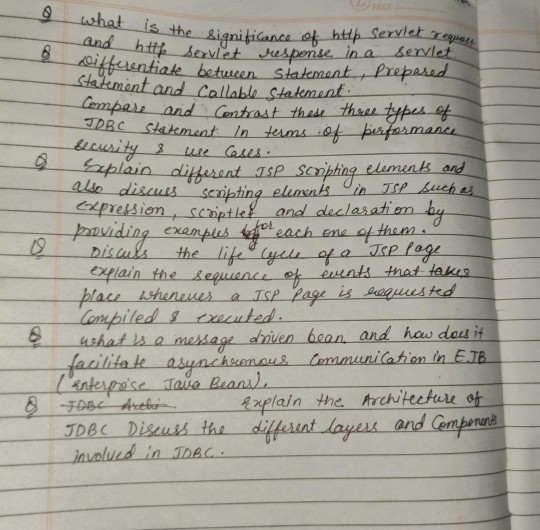 Q what is the significance of http Servlet request
and http servlet response in a servlet
Q Differentiate between Statement, Prepared
Statement and Callable Statement.
Compare and Contrast these three types of
JDBC Statement in terms of performance
security & use Cases.
Q Explain different JSP scripting elements and
also discuss scripting elements in JSP such as
expression, scriptlet and declaration by
providing examples for each one of them.
Q Discuss the life cycle of a JSP Page
explain the sequence of events that takes
place whenever a JSP Page is requested
Compiled & executed.
Q what is a message driven bean and how does it
facilitate asynchronous Communication in EJB
(Enterprise Java Beans).
Q JDBC Archi Explain the Architecture of
JDBC Discuss the different layers and Components
involved in JDBC.